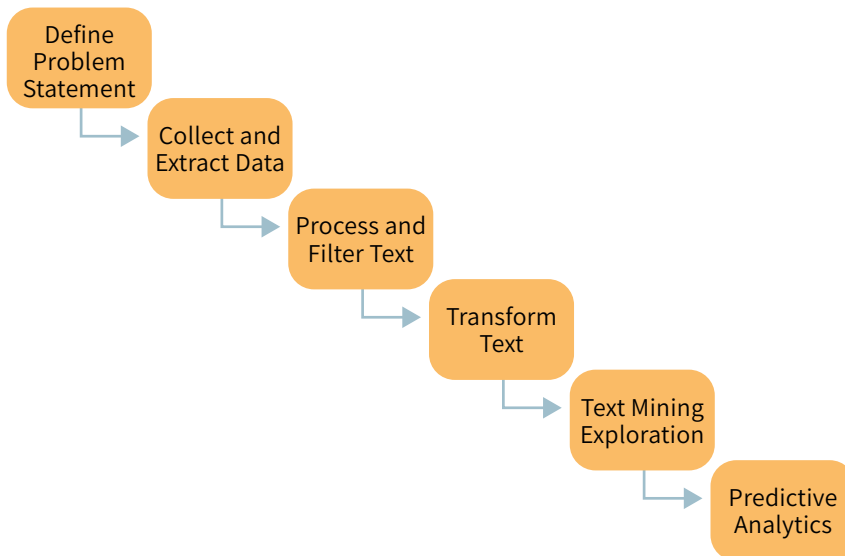 Define
Problem
Statement
Collect and
Extract Data
Process and
Filter Text
Transform
Text
Text Mining
Exploration
Predictive
Analytics